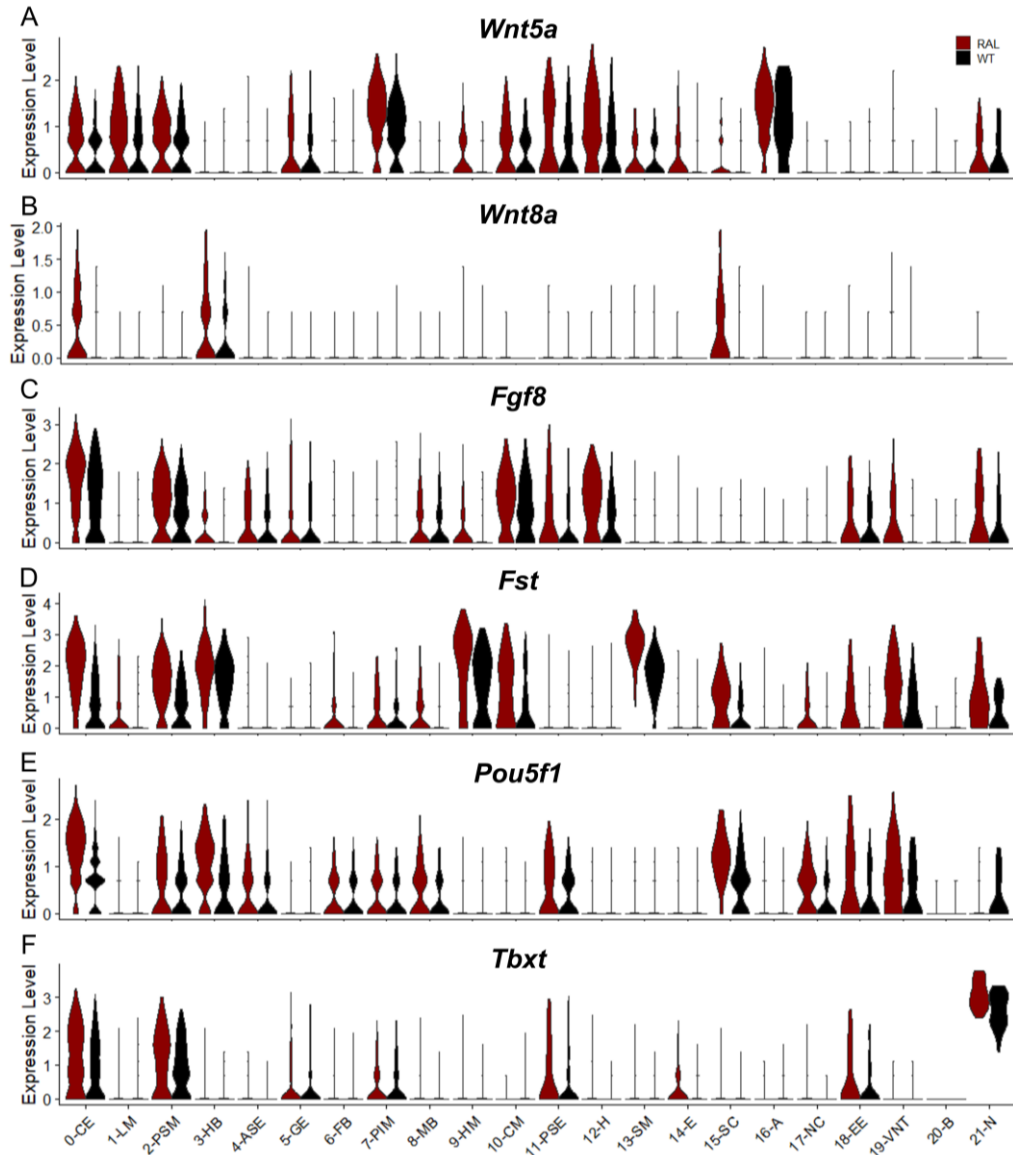 A
Wnt5a
RAL
WT
Expression Level
2
1
0
B
Wnt8a
Expression Level
2.0
1.5
1.0
0.5
0.0
C
Fgf8
Expression Level
3
2
1
0
D
Fst
Expression Level
4
3
2
1
0
E
Pou5f1
Expression Level
2
1
0
F
Tbxt
Expression Level
3
2
1
0
0-CE 1-LM 2-PSM 3-HB 4-ASE 5-GE 6-FB 7-PIM 8-MB 9-HM 10-CM 11-PSE 12-H 13-SM 14-E 15-SC 16-A 17-NC 18-EE 19-VNT 20-B 21-N